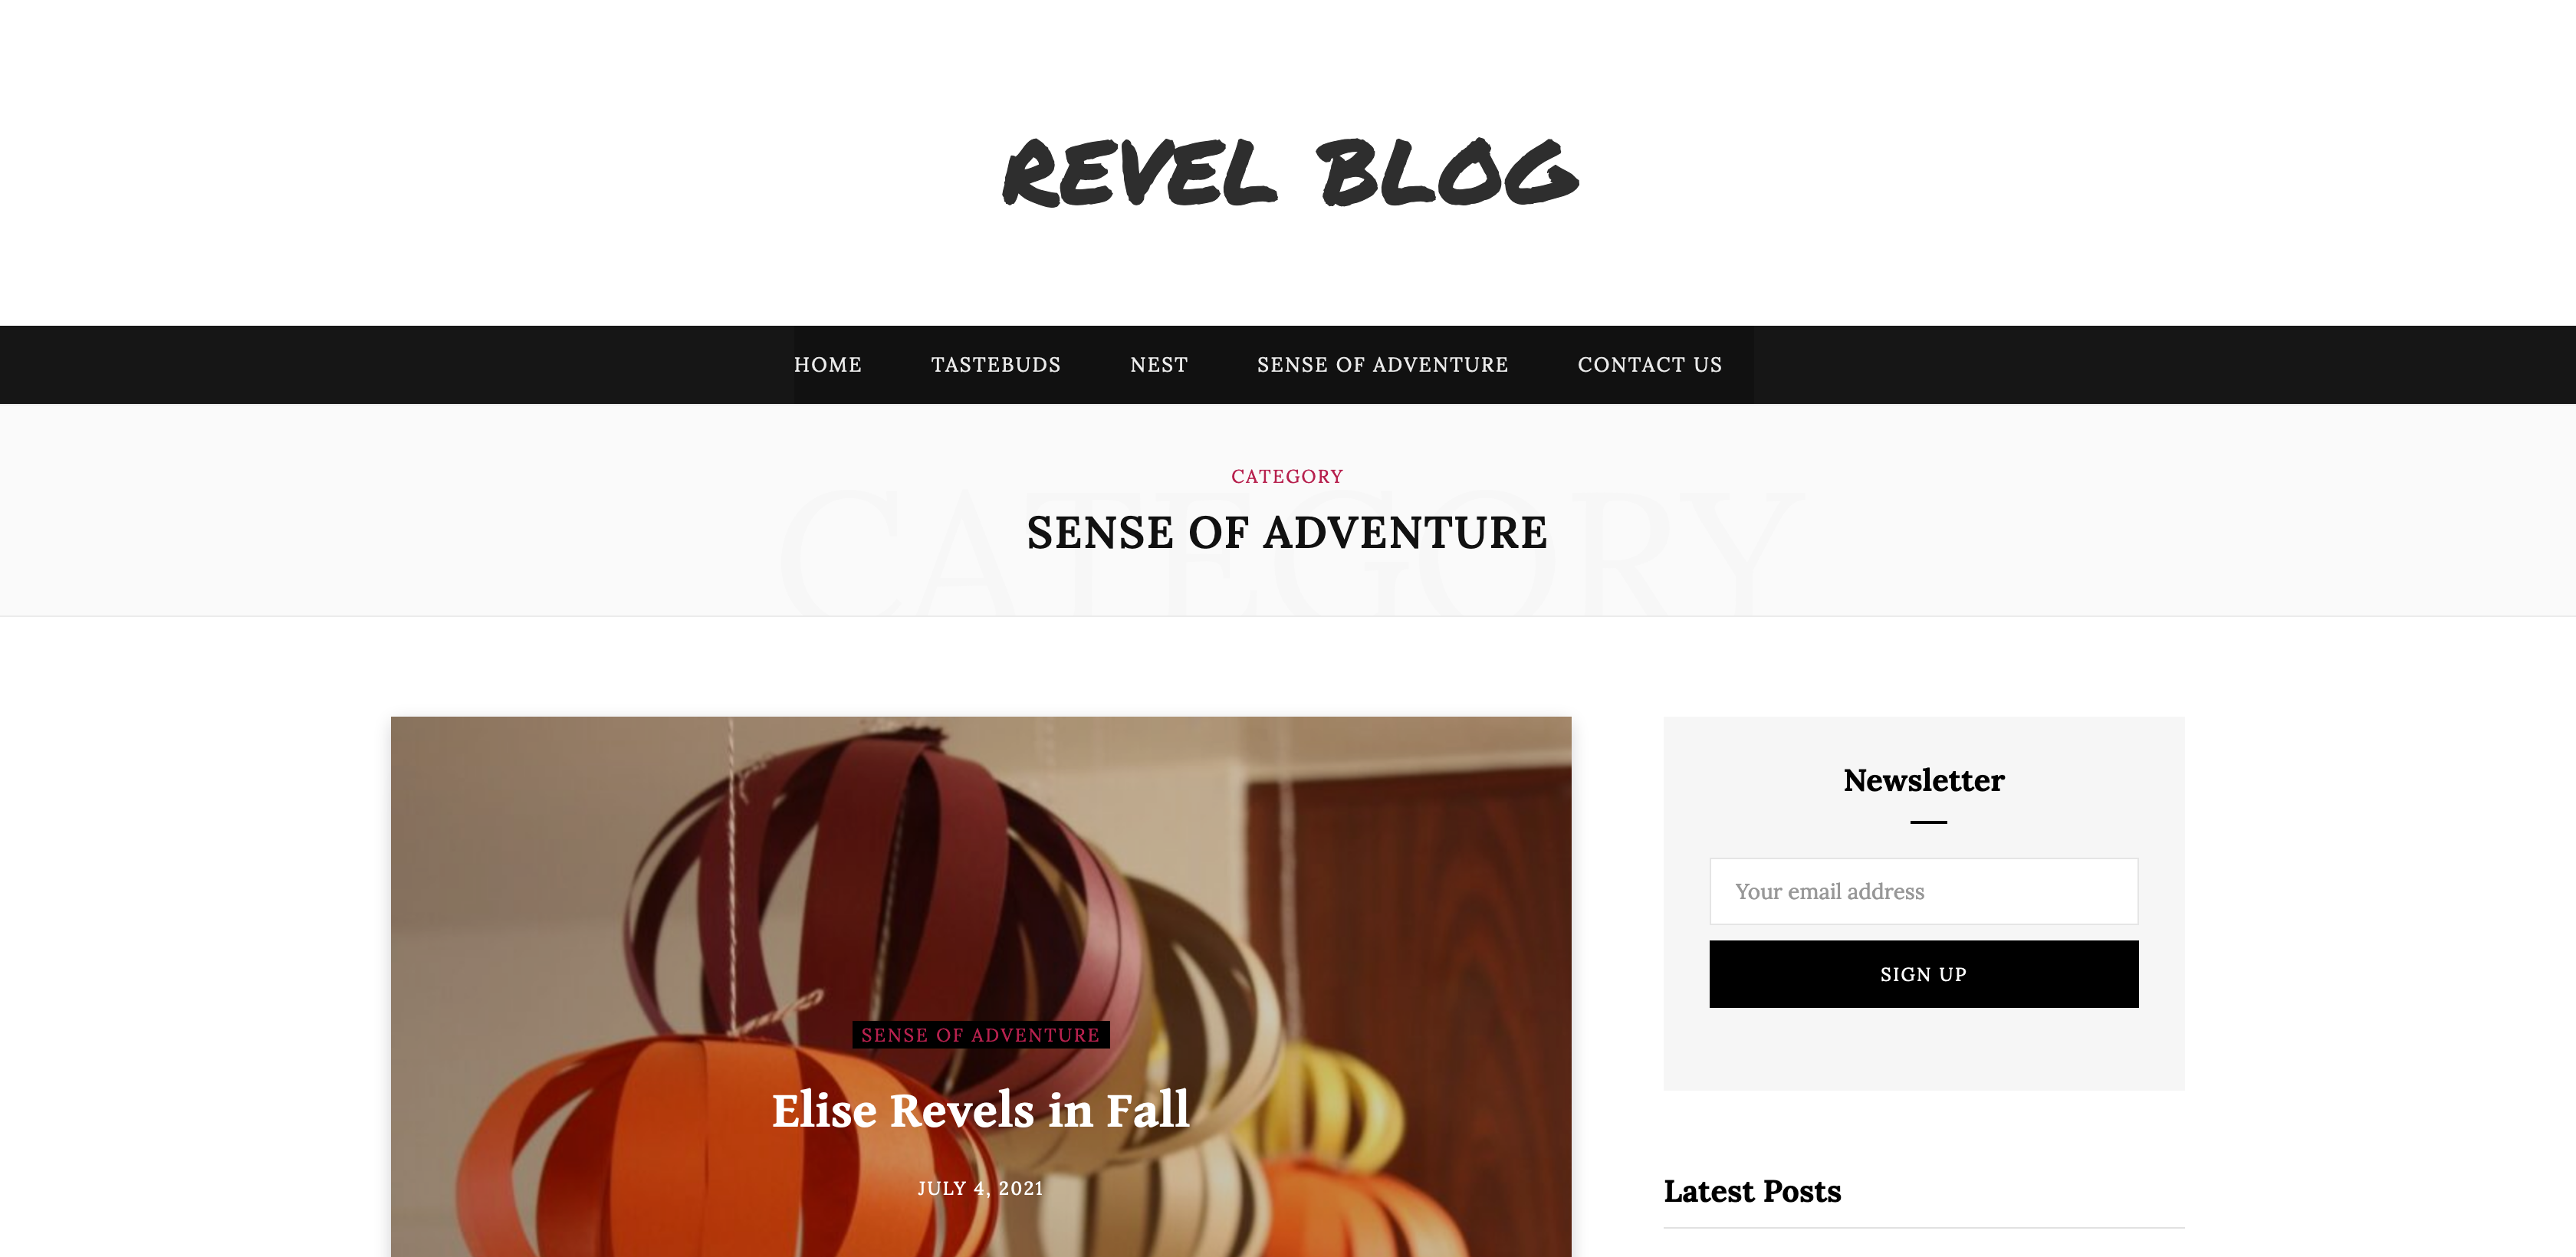 REVEL BLOG
HOME TASTEBUDS NEST SENSE OF ADVENTURE CONTACT US
CATEGORY
CATEGORY
SENSE OF ADVENTURE
SENSE OF ADVENTURE
Elise Revels in Fall
JULY 4, 2021
Newsletter
Your email address
SIGN UP
Latest Posts